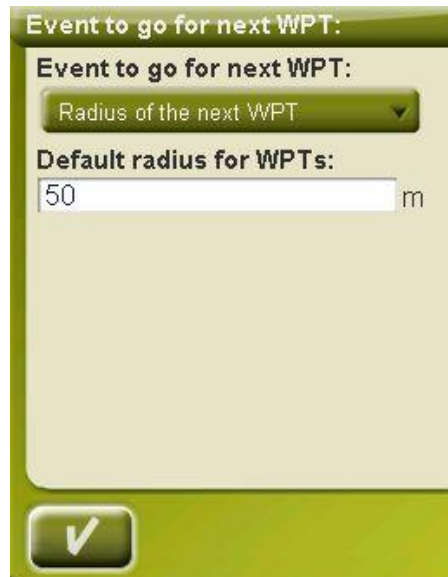 Event to go for next WPT:
Event to go for next WPT:
Radius of the next WPT
Default radius for WPTs:
50 m